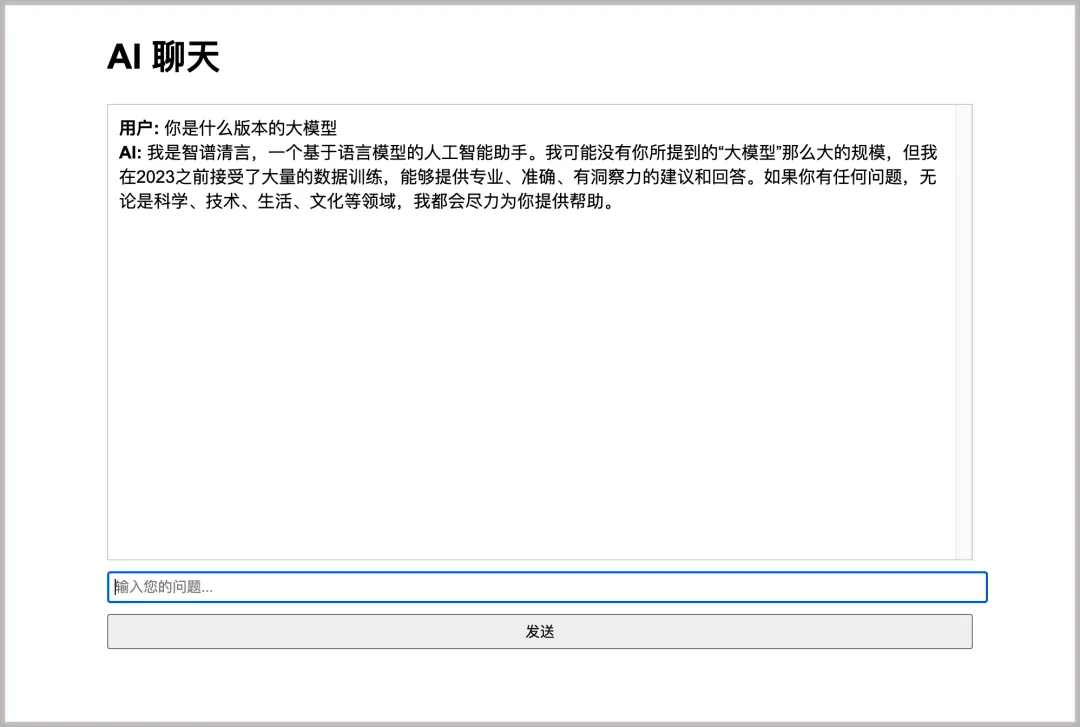 AI 聊天
用户: 你是什么版本的大模型
AI: 我是智谱清言，一个基于语言模型的人工智能助手。我可能没有你所提到的“大模型”那么大的规模，但我
在2023之前接受了大量的数据训练，能够提供专业、准确、有洞察力的建议和回答。如果你有任何问题，无
论是科学、技术、生活、文化等领域，我都会尽力为你提供帮助。
输入您的问题...
发送